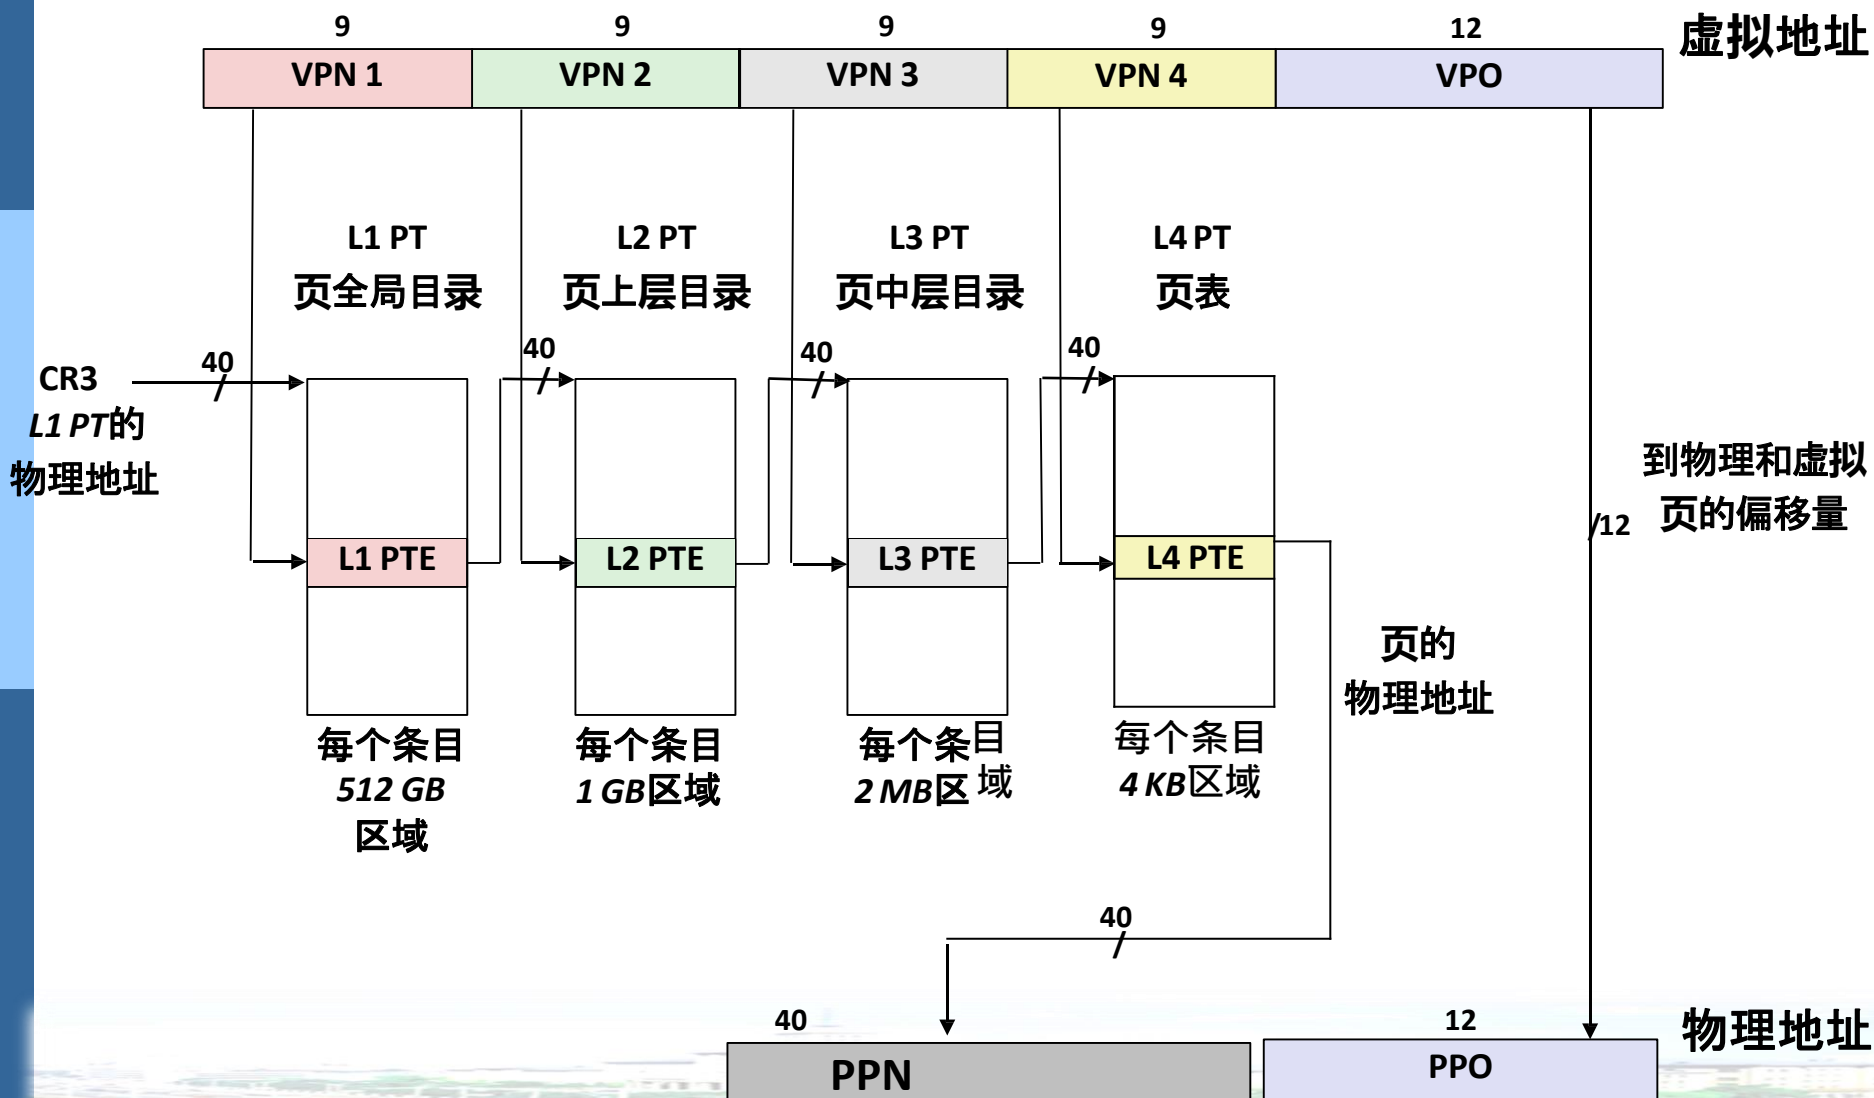 9
9
9
9
12
虚拟地址
VPN 1
VPN 2
VPN 3
VPN 4
VPO
L1 PT
页全局目录
L2 PT
页上层目录
L3 PT
页中层目录
L4 PT
页表
40
40
40
40
CR3
L1 PT的
物理地址
到物理和虚拟
页的偏移量
12
L1 PTE
L2 PTE
L3 PTE
L4 PTE
页的
物理地址
每个条目
512 GB
区域
每个条目
1 GB区域
每个条目
2 MB区域
每个条目
4 KB区域
40
40
12
物理地址
PPN
PPO